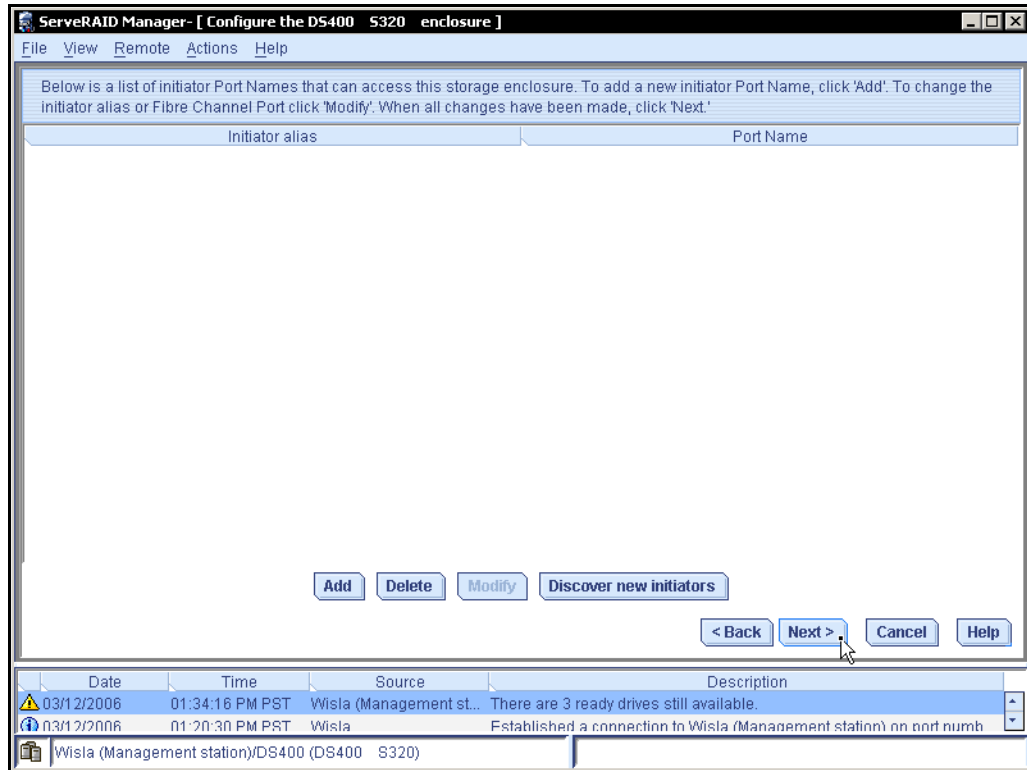 ServeRAID Manager- [ Configure the DS400 S320 enclosure ]
File View Remote Actions Help
Below is a list of initiator Port Names that can access this storage enclosure. To add a new initiator Port Name, click 'Add'. To change the
initiator alias or Fibre Channel Port click 'Modify'. When all changes have been made, click 'Next.'
Initiator alias Port Name
Add Delete Modify Discover new initiators
< Back Next > Cancel Help
Date Time Source Description
03/12/2006 01:34:16 PM PST Wisla (Management st... There are 3 ready drives still available.
03/12/2006 01:20:30 PM PST Wisla Established a connection to Wisla (Management station) on port numb
Wisla (Management station)/DS400 (DS400 S320)